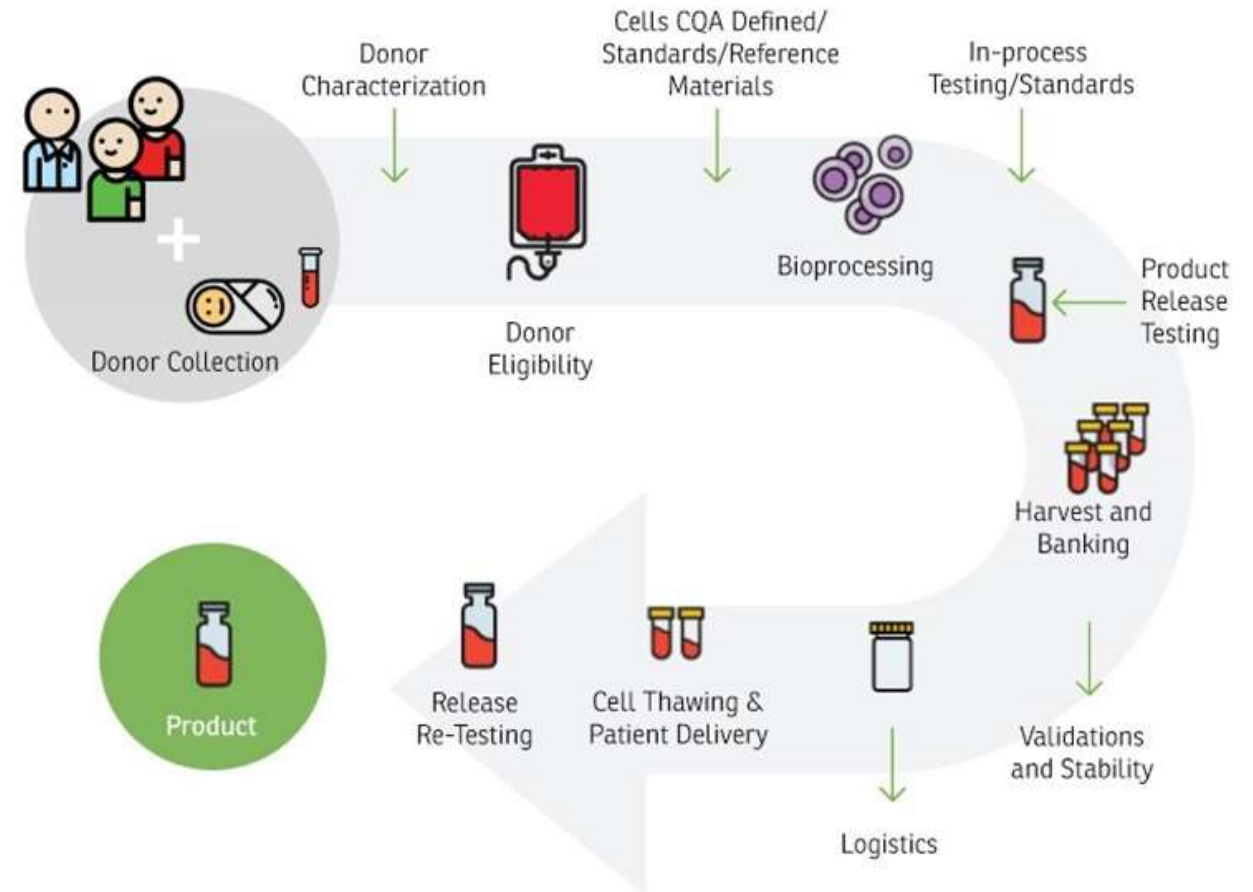 Donor
Characterization
Cells CQA Defined/
Standards/Reference
Materials
In-process
Testing/Standards
Donor Collection
Donor
Eligibility
Bioprocessing
Product
Release
Testing
Harvest and
Banking
Validations
and Stability
Logistics
Cell Thawing &
Patient Delivery
Release
Re-Testing
Product